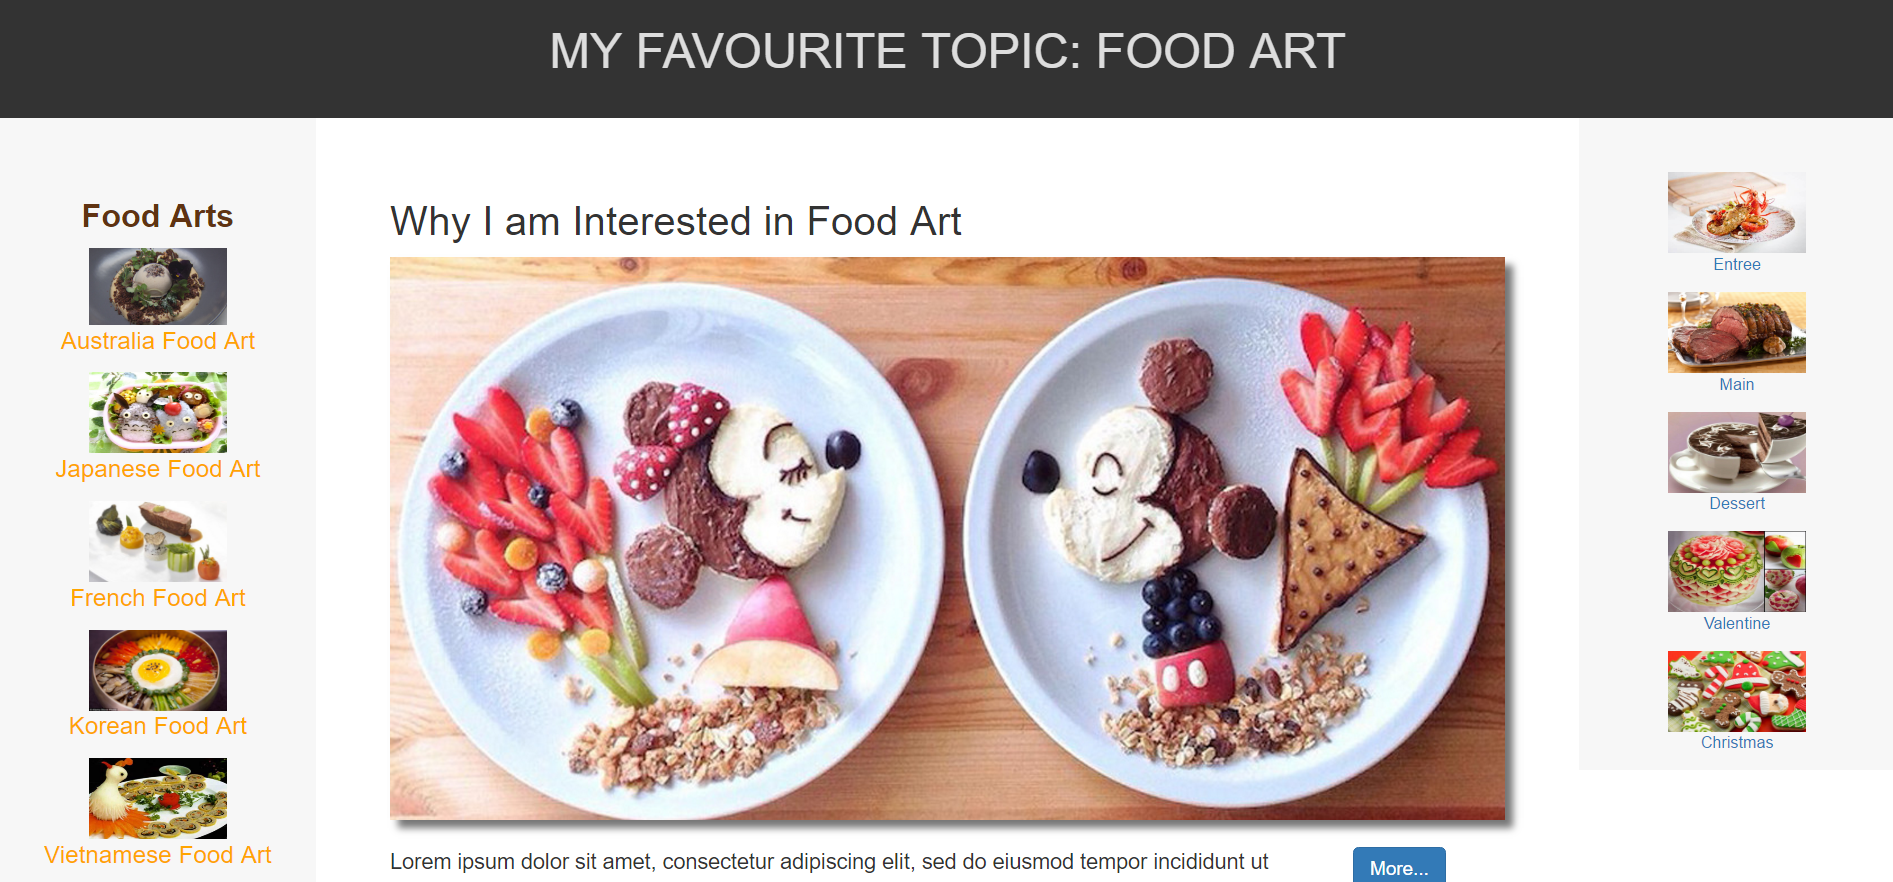 MY FAVOURITE TOPIC: FOOD ART
Food Arts
Australia Food Art
Japanese Food Art
French Food Art
Korean Food Art
Vietnamese Food Art
Why I am Interested in Food Art
Lorem ipsum dolor sit amet, consectetur adipiscing elit, sed do eiusmod tempor incididunt ut
More...
Entree
Main
Dessert
Valentine
Christmas